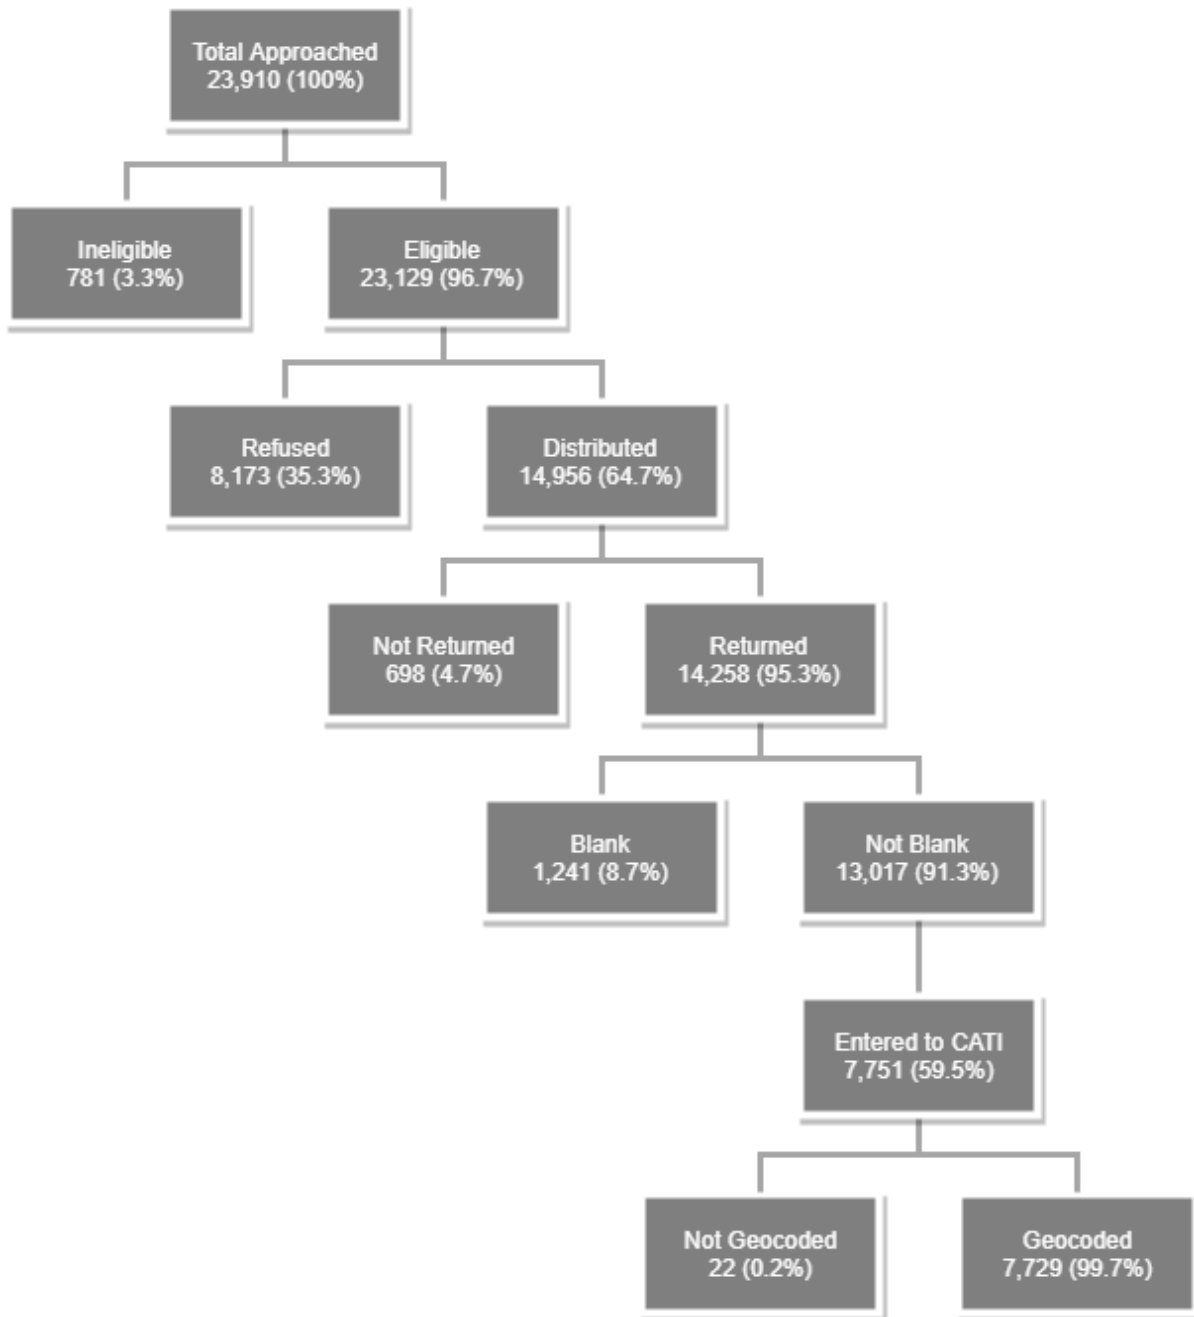 Total Approached
23,910 (100%)
Ineligible
781 (3.3%)
Eligible
23,129 (96.7%)
Refused
8,173 (35.3%)
Distributed
14,956 (64.7%)
Not Returned
698 (4.7%)
Returned
14,258 (95.3%)
Blank
1,241 (8.7%)
Not Blank
13,017 (91.3%)
Entered to CATI
7,751 (59.5%)
Not Geocoded
22 (0.2%)
Geocoded
7,729 (99.7%)